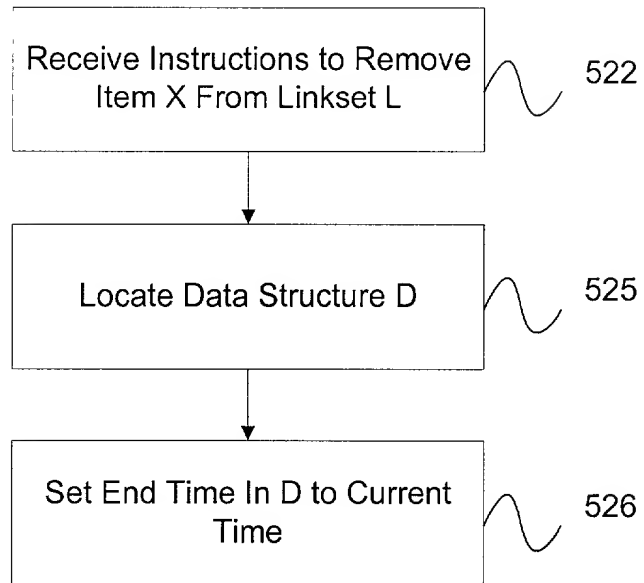 Receive Instructions to Remove
Item X From Linkset L
522
Locate Data Structure D
525
Set End Time In D to Current
Time
526